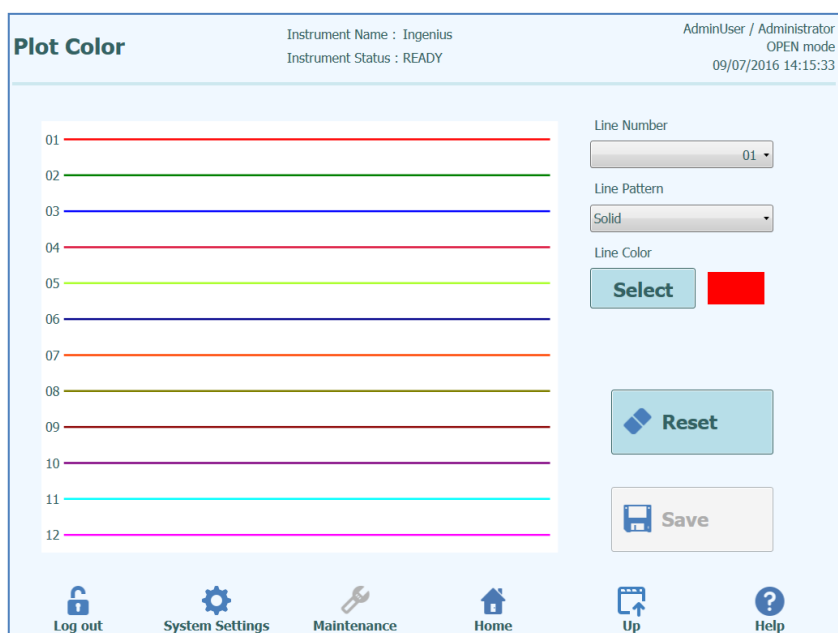 Plot Color
Instrument Name : Ingenius
Instrument Status : READY
AdminUser / Administrator
OPEN mode
09/07/2016 14:15:33
01
02
03
04
05
06
07
08
09
10
11
12
Line Number
01
Line Pattern
Solid
Line Color
Select
Reset
Save
Log out
System Settings
Maintenance
Home
Up
Help